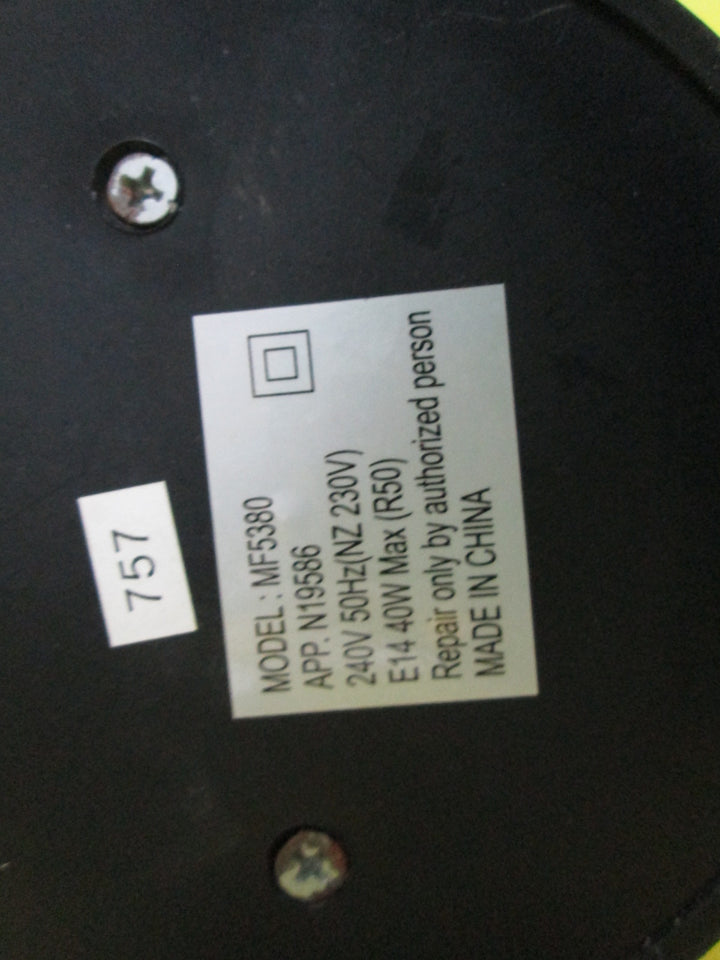 757
MODEL : MF5380
APP. N19586
240V 50Hz(NZ 230V)
E14 40W Max (R50)
Repair only by authorized person
MADE IN CHINA